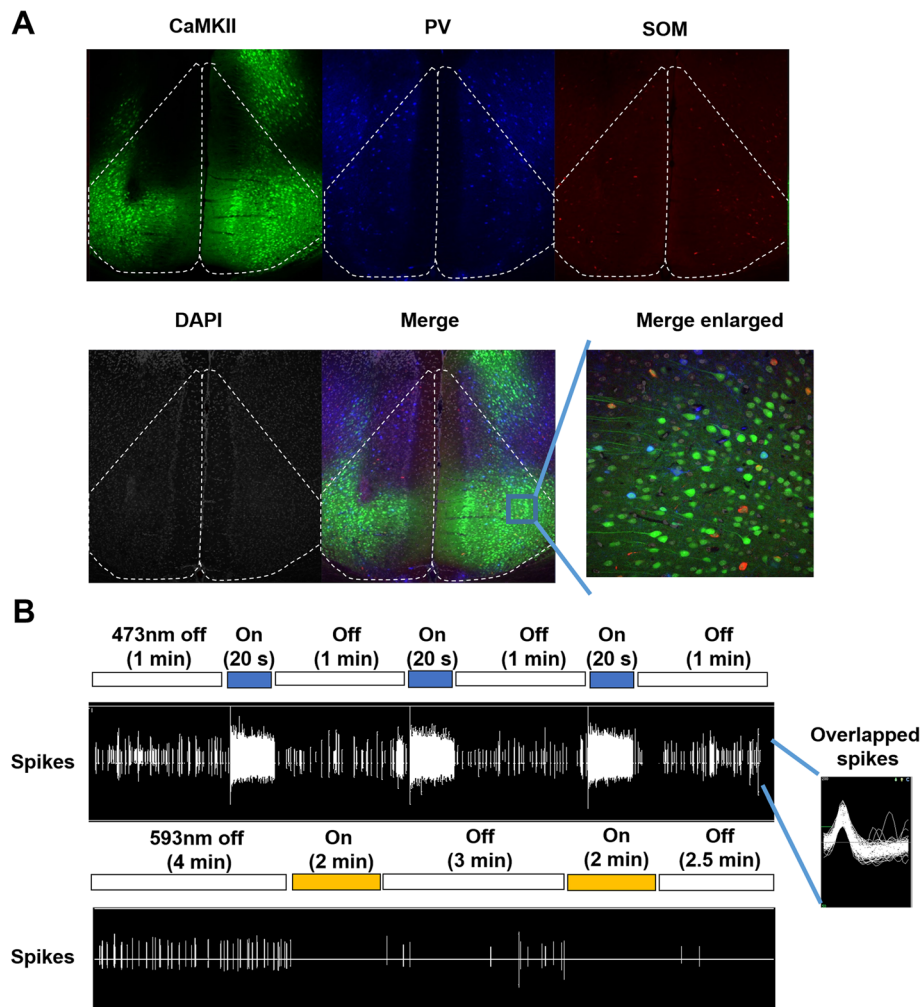 A
CaMKII
PV
SOM
DAPI
Merge
Merge enlarged
B
473nm off
(1 min)
On
(20 s)
Off
(1 min)
On
(20 s)
Off
(1 min)
On
(20 s)
Off
(1 min)
Spikes
Overlapped
spikes
593nm off
(4 min)
On
(2 min)
Off
(3 min)
On
(2 min)
Off
(2.5 min)
Spikes